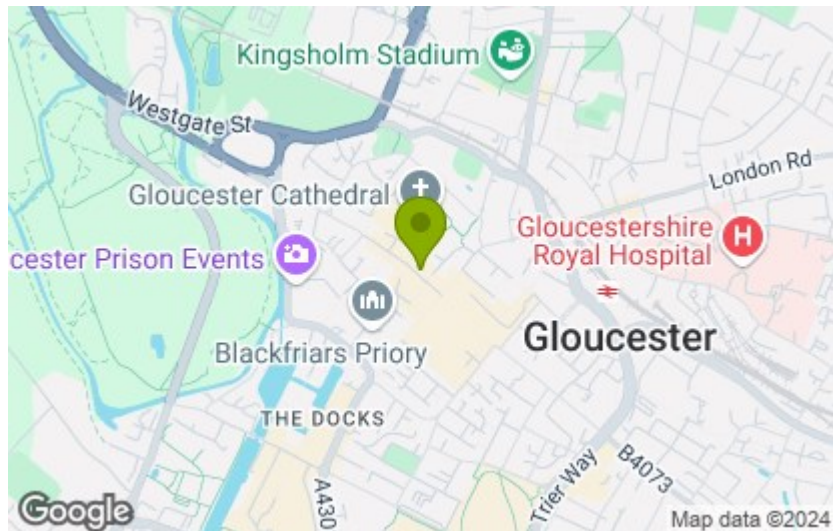 Kingsholm Stadium
Westgate St
London Rd
Gloucester Cathedral
Gloucestershire
Royal Hospital
H
cester Prison Events
Gloucester
Blackfriars Priory
THE DOCKS
A430
Trier Way
B4073
Google
Map data ©2024